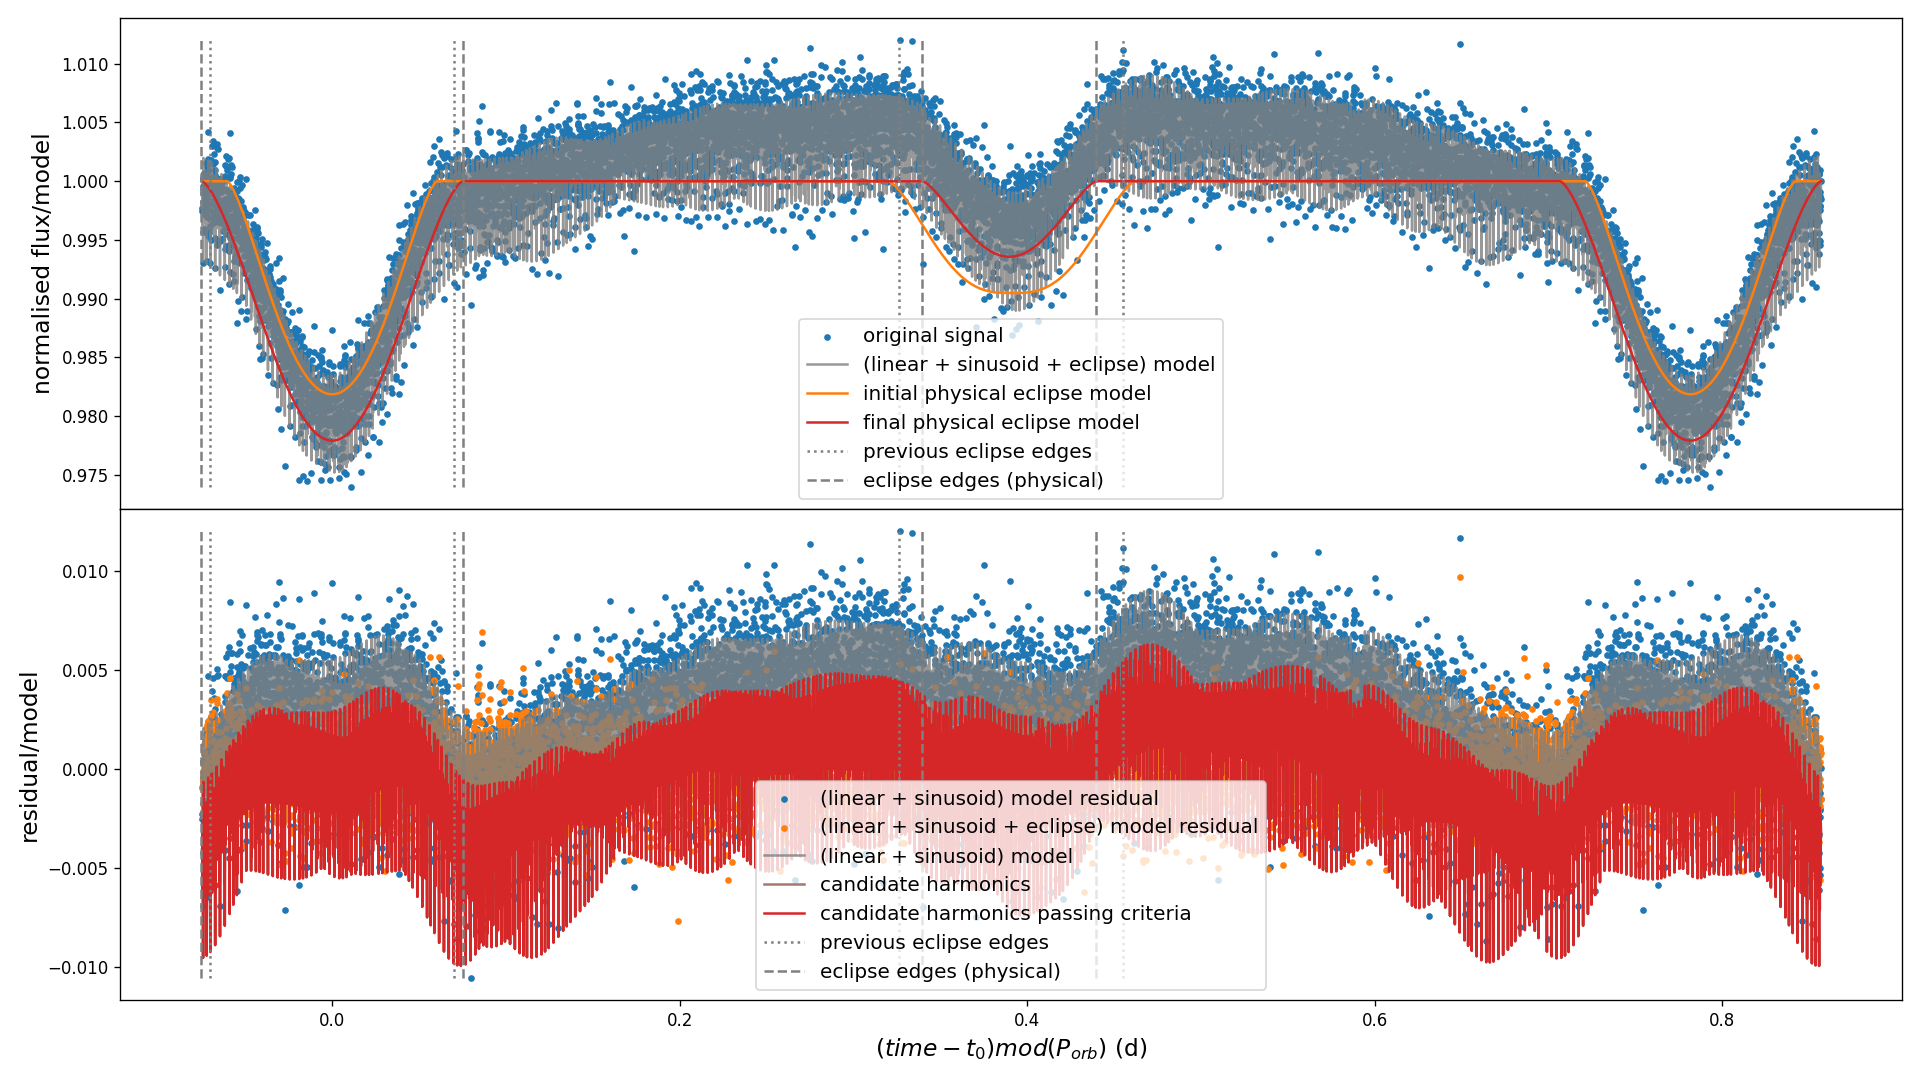 1.010
1.005
1.000
0.995
0.990
0.985
0.980
0.975
normalised flux/model
original signal
(linear + sinusoid + eclipse) model
initial physical eclipse model
final physical eclipse model
previous eclipse edges
eclipse edges (physical)
0.010
0.005
0.000
−0.005
−0.010
residual/model
(linear + sinusoid) model residual
(linear + sinusoid + eclipse) model residual
(linear + sinusoid) model
candidate harmonics
candidate harmonics passing criteria
previous eclipse edges
eclipse edges (physical)
0.0 0.2 0.4 0.6 0.8
(time − t₀)mod(P_orb) (d)